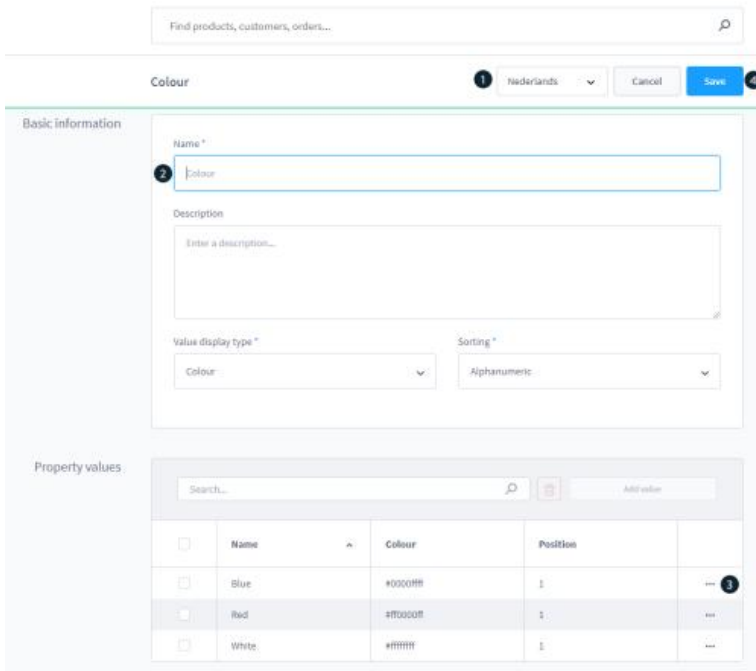 Find products, customers, orders...
Colour 1 Nederlands Cancel Save 4
Basic information
Name *
2 Colour
Description
Enter a description...
Value display type * Sorting *
Colour Alphanumeric
Property values
Search... Add value
Name Colour Position
Blue #0000ffff 1 ... 3
Red #ff0000ff 1 ...
White #ffffffff 1 ...